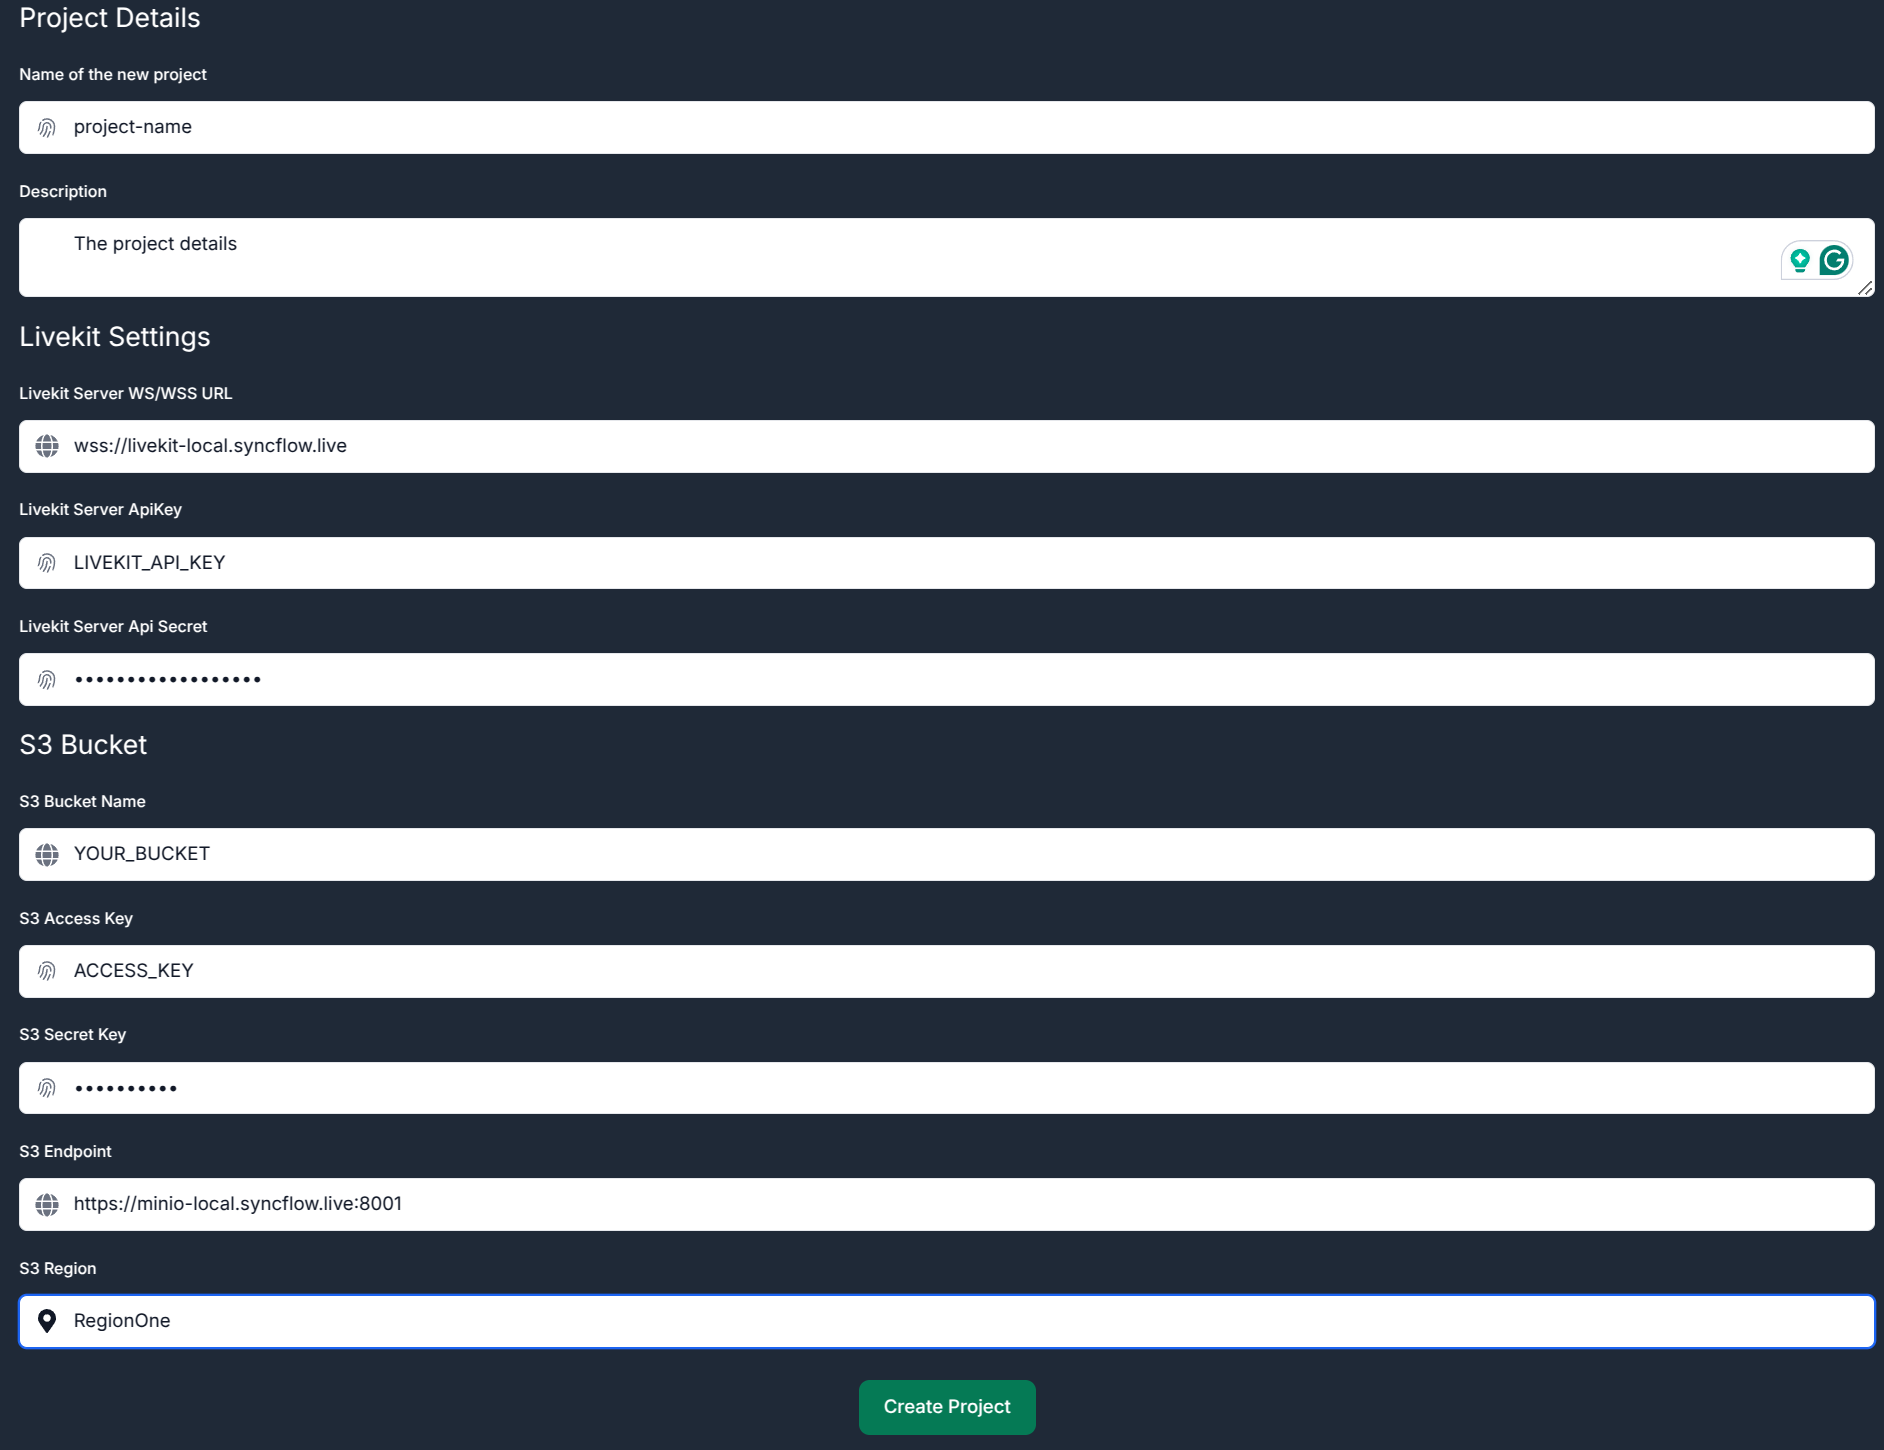 Project Details
Name of the new project
project-name
Description
The project details
Livekit Settings
Livekit Server WS/WSS URL
wss://livekit-local.syncflow.live
Livekit Server ApiKey
LIVEKIT_API_KEY
Livekit Server Api Secret
••••••••••••••••••
S3 Bucket
S3 Bucket Name
YOUR_BUCKET
S3 Access Key
ACCESS_KEY
S3 Secret Key
••••••••••
S3 Endpoint
https://minio-local.syncflow.live:8001
S3 Region
RegionOne
Create Project